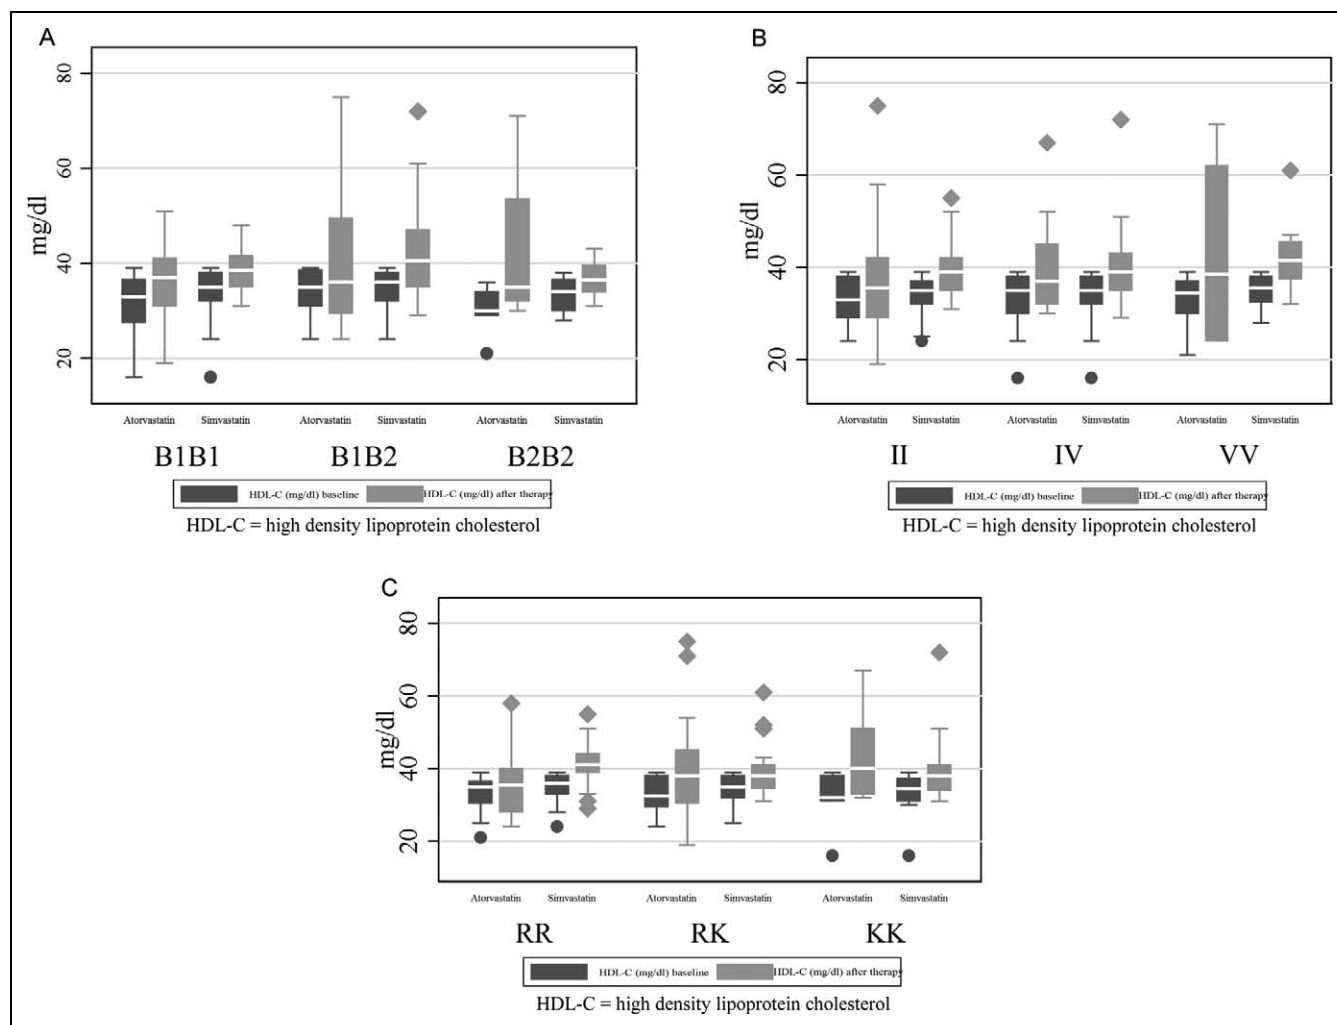 A
80
60
40
20
mg/dl
Atorvastatin Simvastatin Atorvastatin Simvastatin Atorvastatin Simvastatin
B1B1 B1B2 B2B2
HDL-C (mg/dl) baseline HDL-C (mg/dl) after therapy
HDL-C = high density lipoprotein cholesterol
B
80
60
40
20
mg/dl
Atorvastatin Simvastatin Atorvastatin Simvastatin Atorvastatin Simvastatin
II IV VV
HDL-C (mg/dl) baseline HDL-C (mg/dl) after therapy
HDL-C = high density lipoprotein cholesterol
C
80
60
40
20
mg/dl
Atorvastatin Simvastatin Atorvastatin Simvastatin Atorvastatin Simvastatin
RR RK KK
HDL-C (mg/dl) baseline HDL-C (mg/dl) after therapy
HDL-C = high density lipoprotein cholesterol